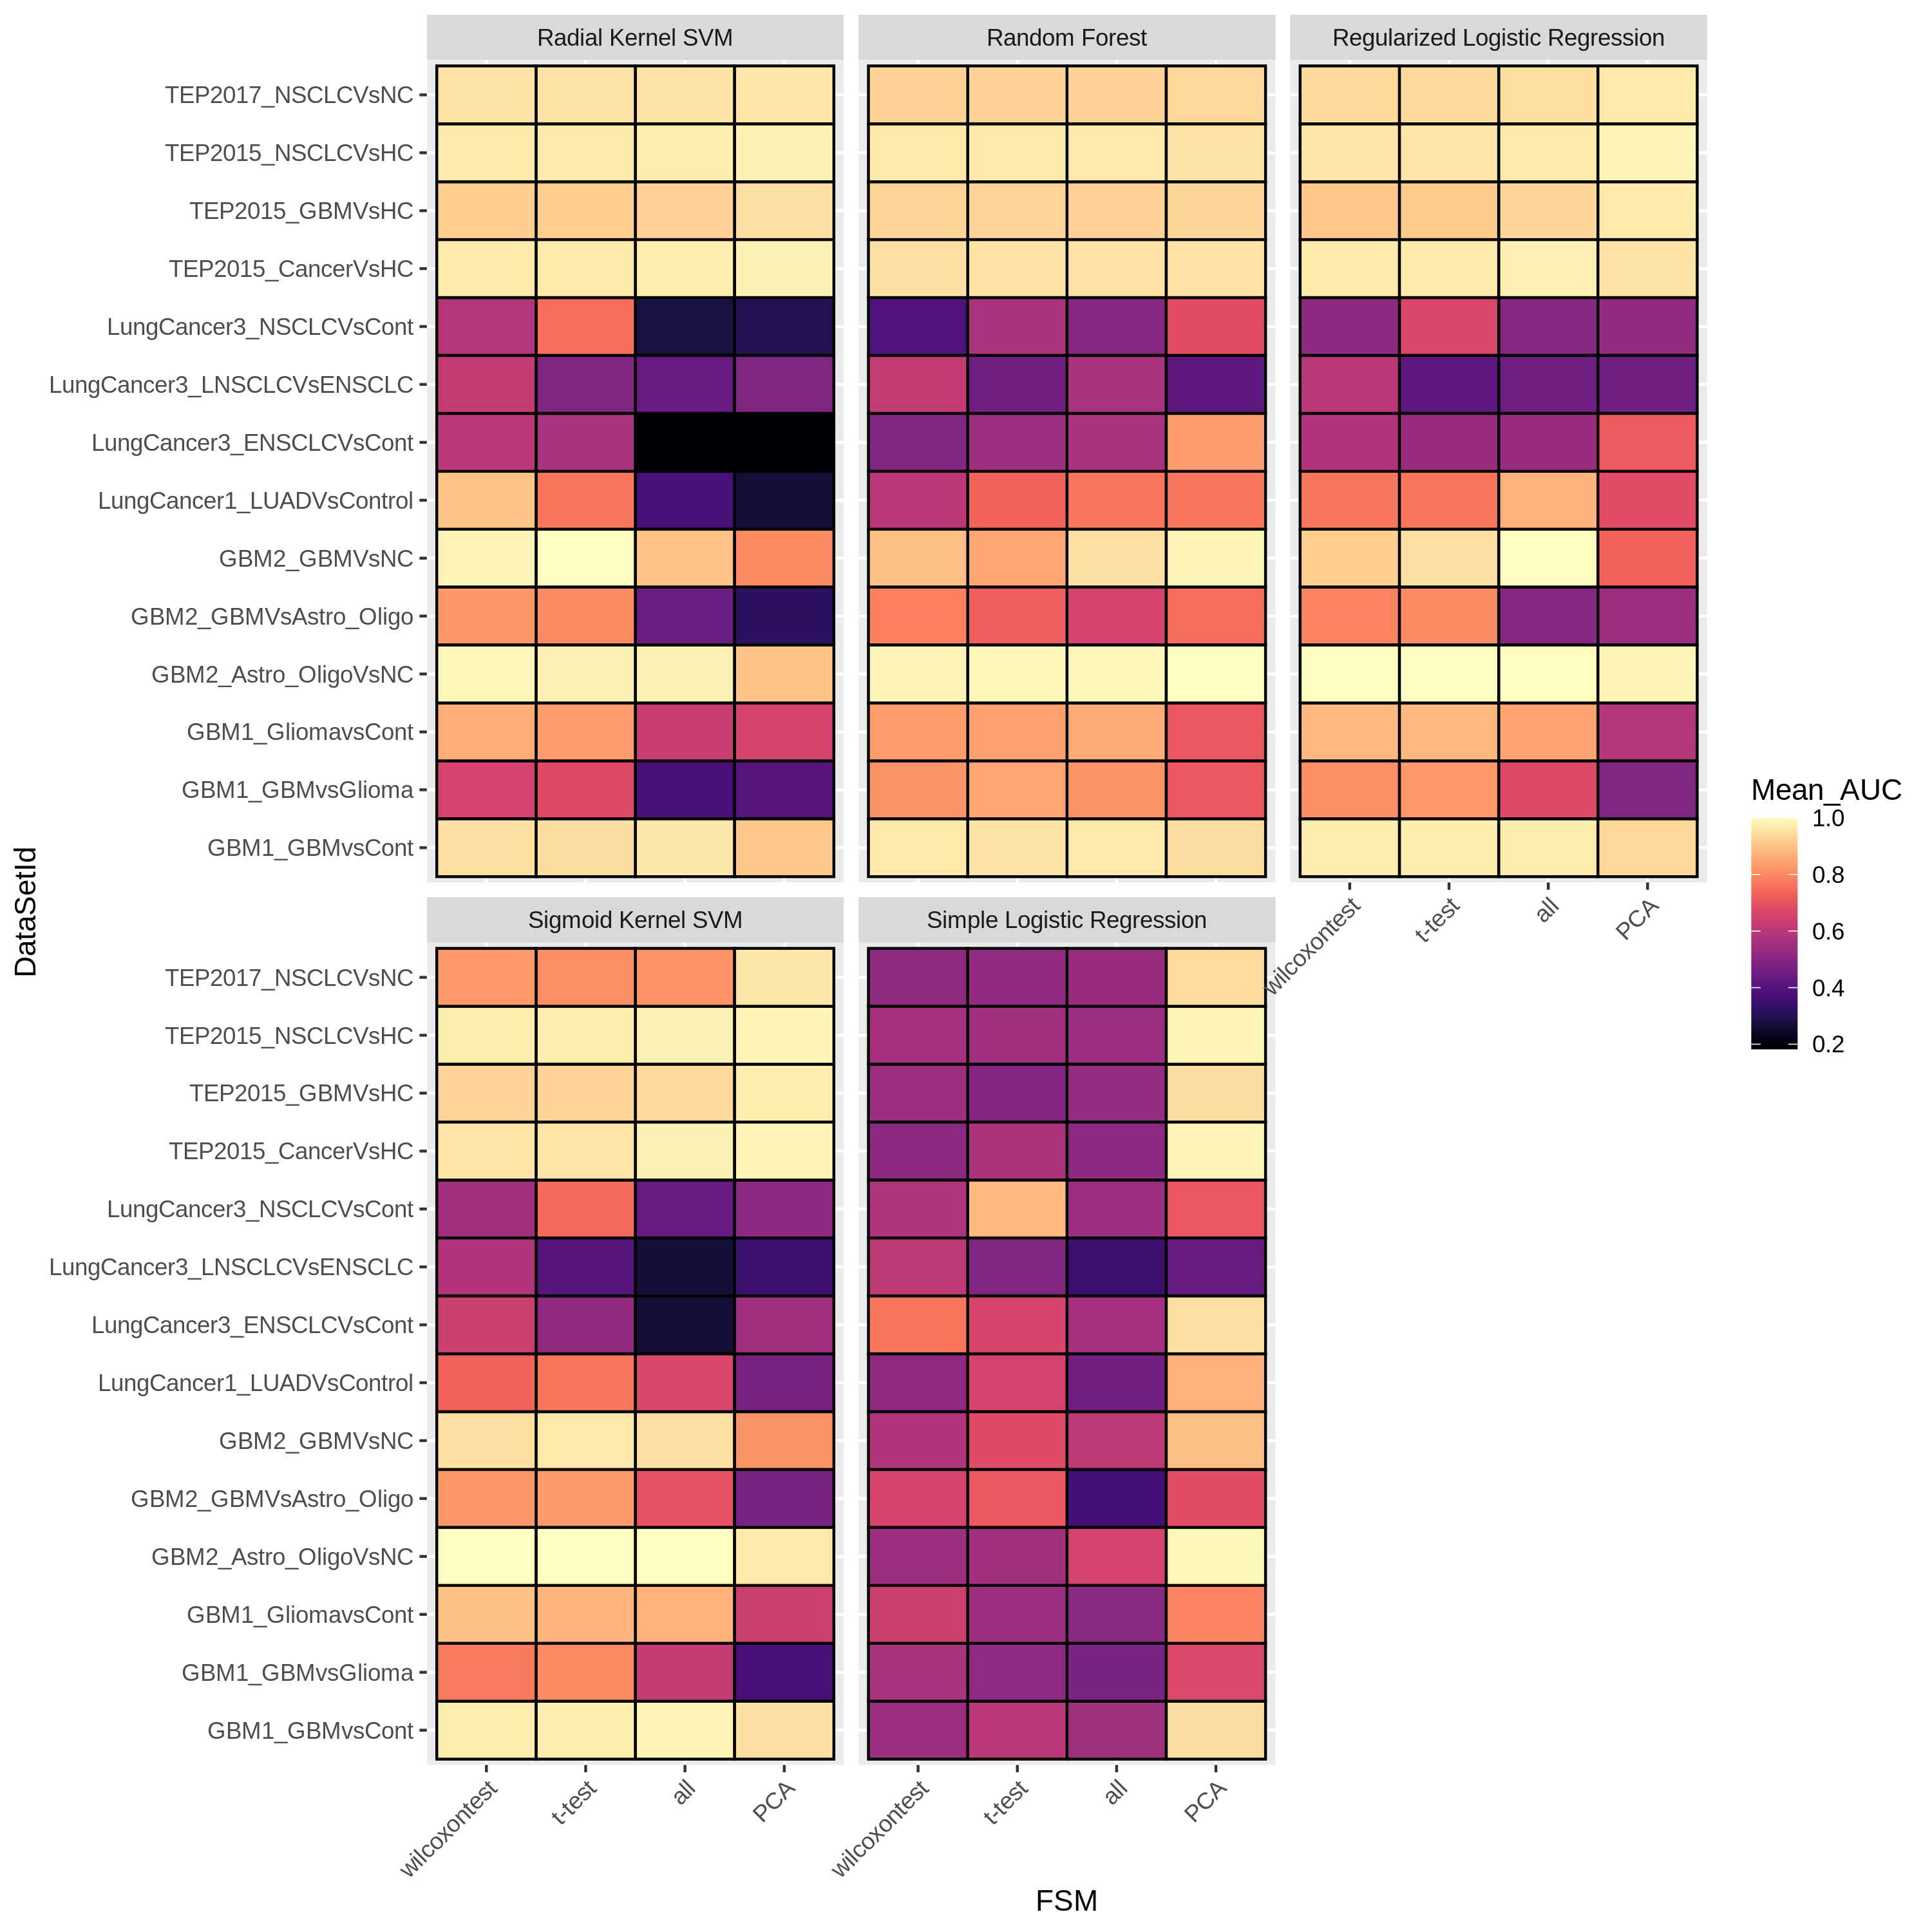 Radial Kernel SVM
Random Forest
Regularized Logistic Regression
TEP2017_NSCLCVsNC
TEP2015_NSCLCVsHC
TEP2015_GBMVsHC
TEP2015_CancerVsHC
LungCancer3_NSCLCVsCont
LungCancer3_LNSCLCVsENSCLC
LungCancer3_ENSCLCVsCont
LungCancer1_LUADVsControl
GBM2_GBMVsNC
GBM2_GBMVsAstro_Oligo
GBM2_Astro_OligoVsNC
GBM1_GliomavsCont
GBM1_GBMvsGlioma
GBM1_GBMvsCont
wilcoxontest
t-test
all
PCA
Sigmoid Kernel SVM
Simple Logistic Regression
TEP2017_NSCLCVsNC
TEP2015_NSCLCVsHC
TEP2015_GBMVsHC
TEP2015_CancerVsHC
LungCancer3_NSCLCVsCont
LungCancer3_LNSCLCVsENSCLC
LungCancer3_ENSCLCVsCont
LungCancer1_LUADVsControl
GBM2_GBMVsNC
GBM2_GBMVsAstro_Oligo
GBM2_Astro_OligoVsNC
GBM1_GliomavsCont
GBM1_GBMvsGlioma
GBM1_GBMvsCont
wilcoxontest
t-test
all
PCA
wilcoxontest
t-test
all
PCA
FSM
DataSetId
Mean_AUC
1.0
0.8
0.6
0.4
0.2